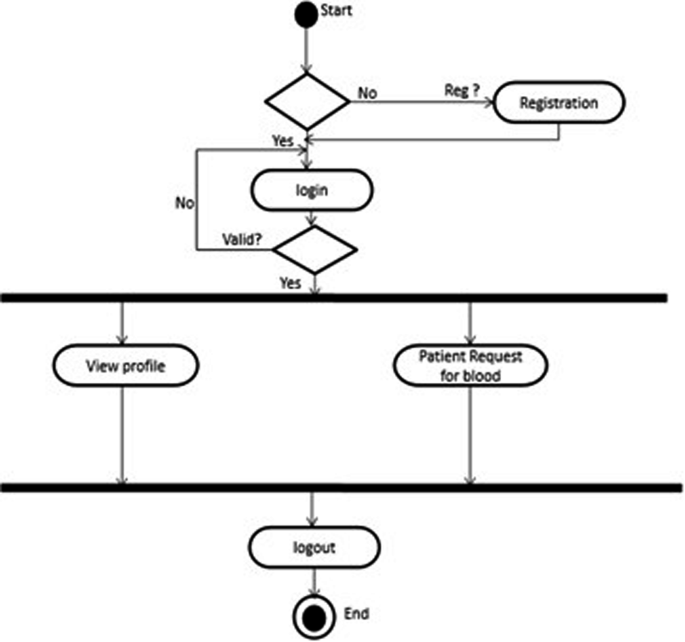 Start
No
Reg ?
Registration
Yes
login
No
Valid?
Yes
View profile
Patient Request
for blood
logout
End